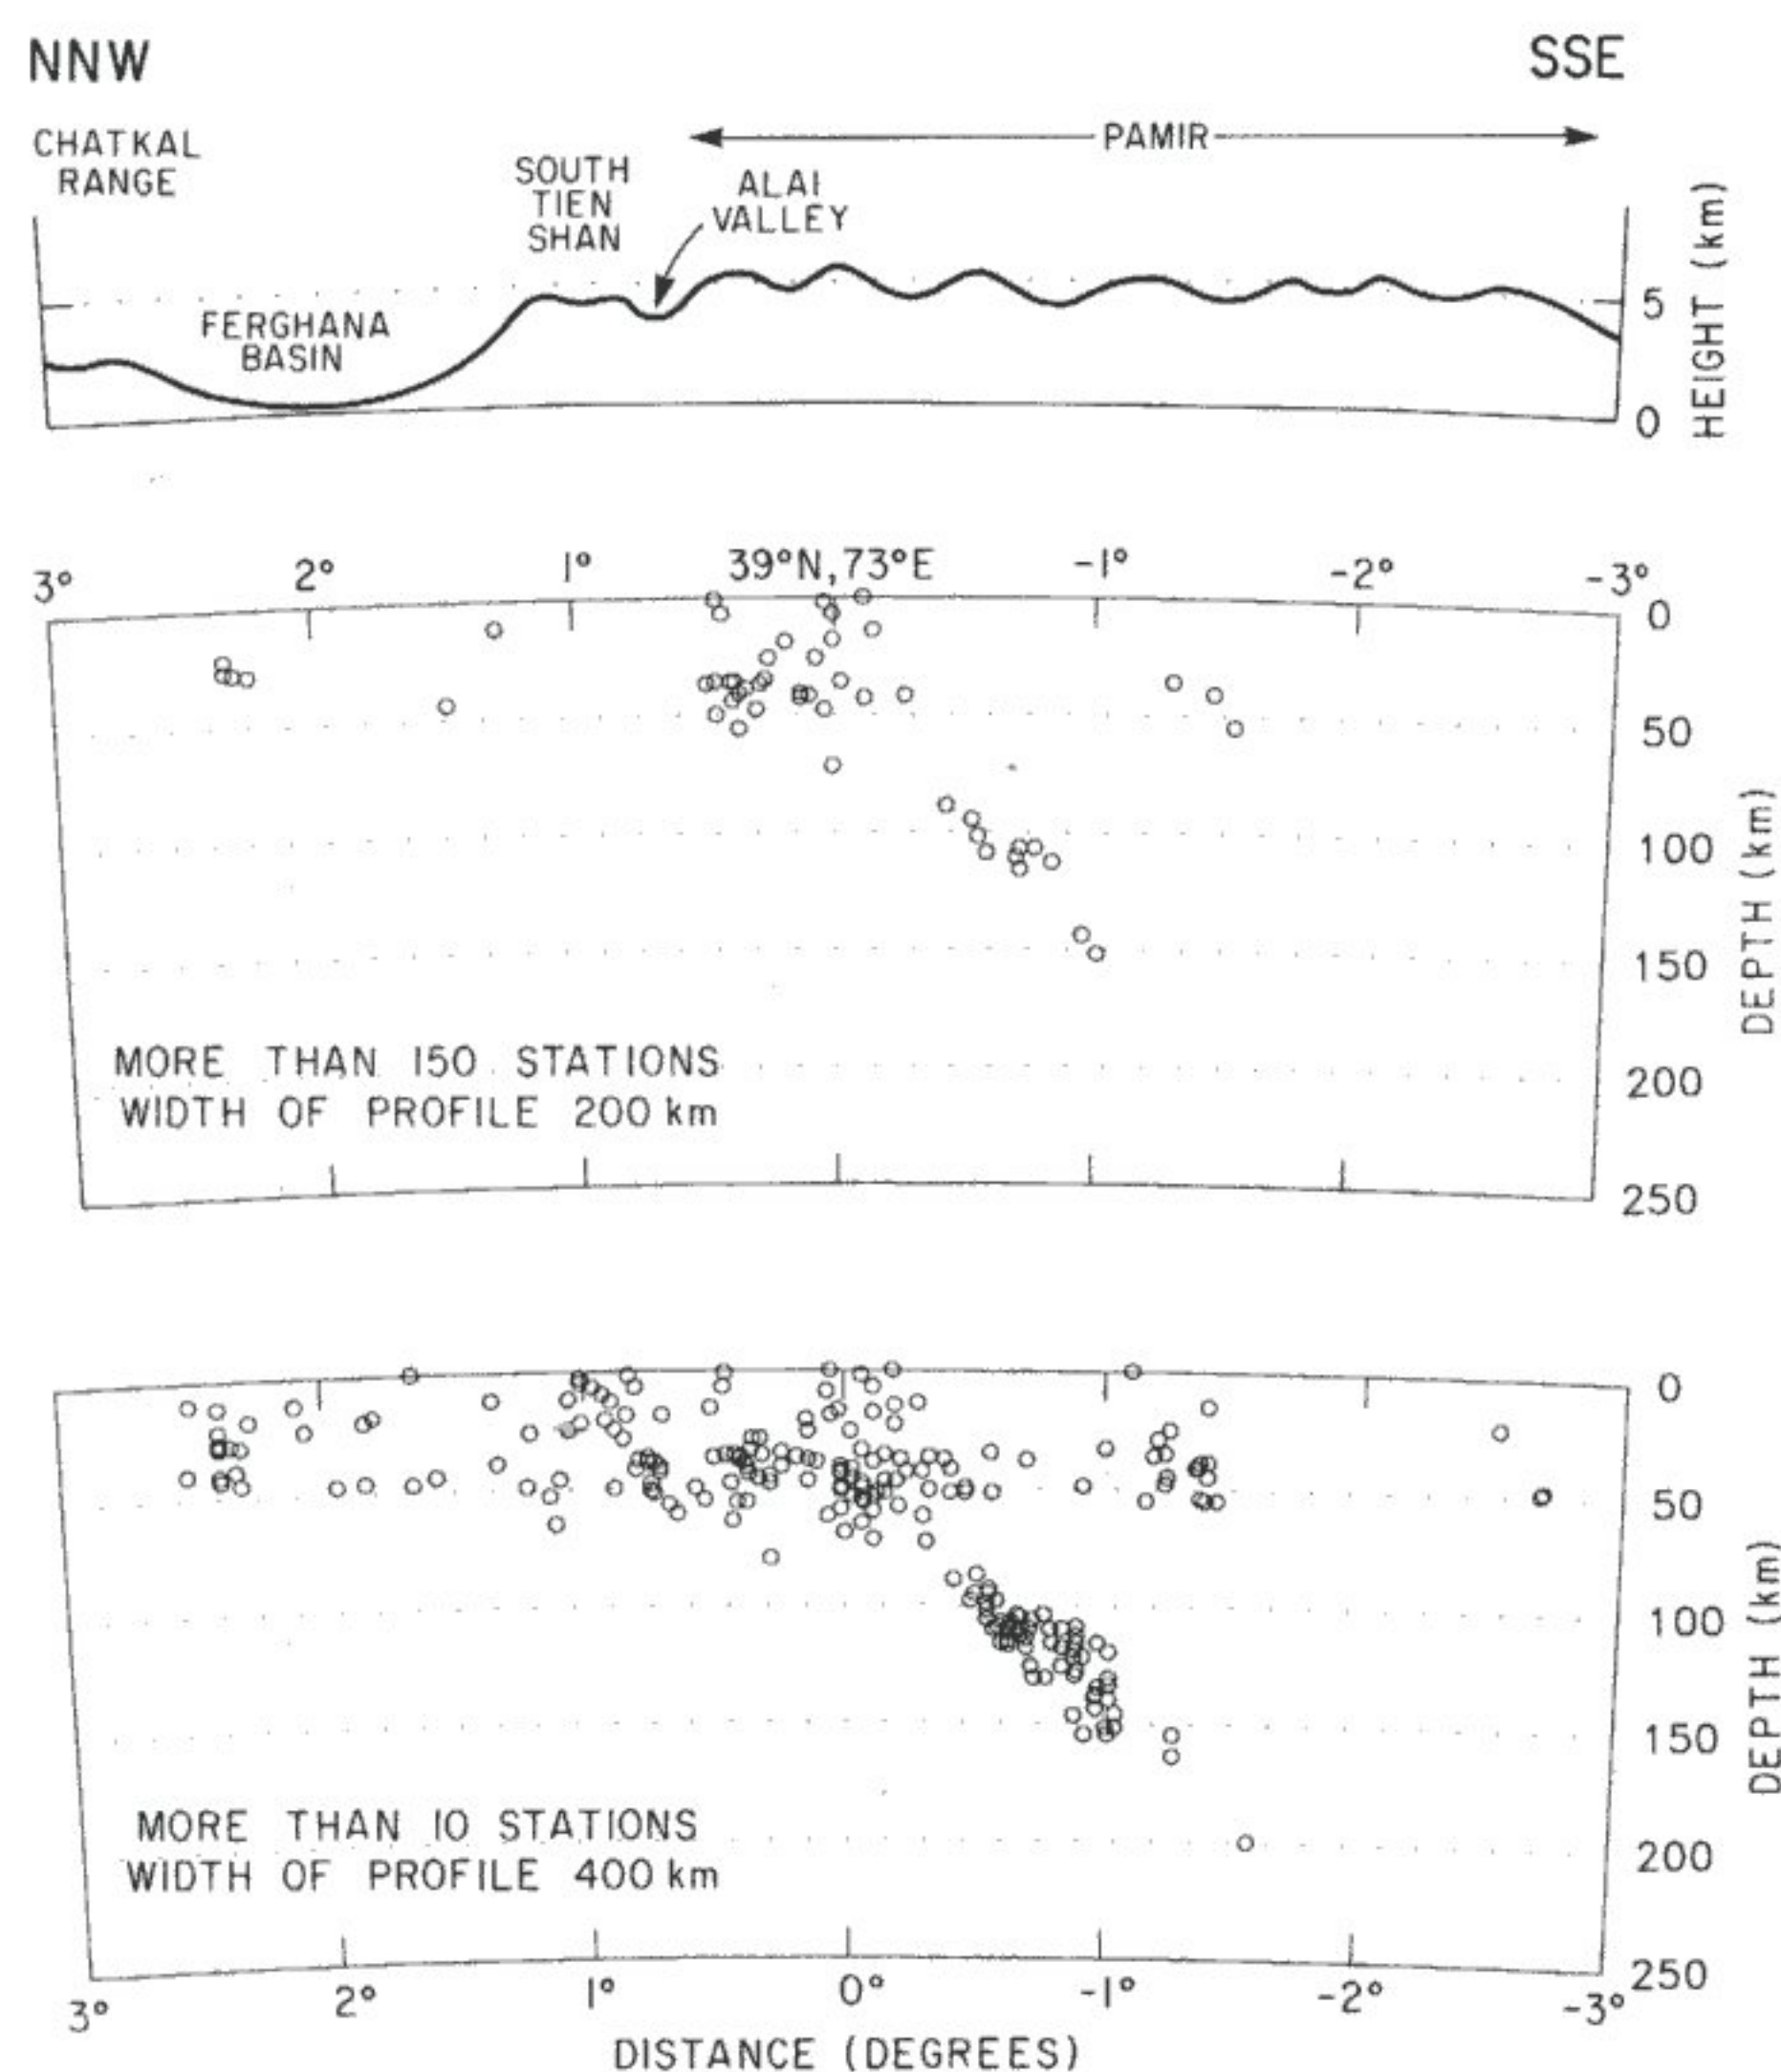 NNW
SSE
CHATKAL
RANGE
SOUTH
TIEN
SHAN
ALAI
VALLEY
PAMIR
FERGHANA
BASIN
5
0
HEIGHT (km)
3°
2°
1°
39°N, 73°E
-1°
-2°
-3°
0
50
100
150
200
250
DEPTH (km)
MORE THAN 150 STATIONS
WIDTH OF PROFILE 200 km
0
50
100
150
200
250
DEPTH (km)
MORE THAN 10 STATIONS
WIDTH OF PROFILE 400 km
3°
2°
1°
0°
-1°
-2°
-3°
DISTANCE (DEGREES)